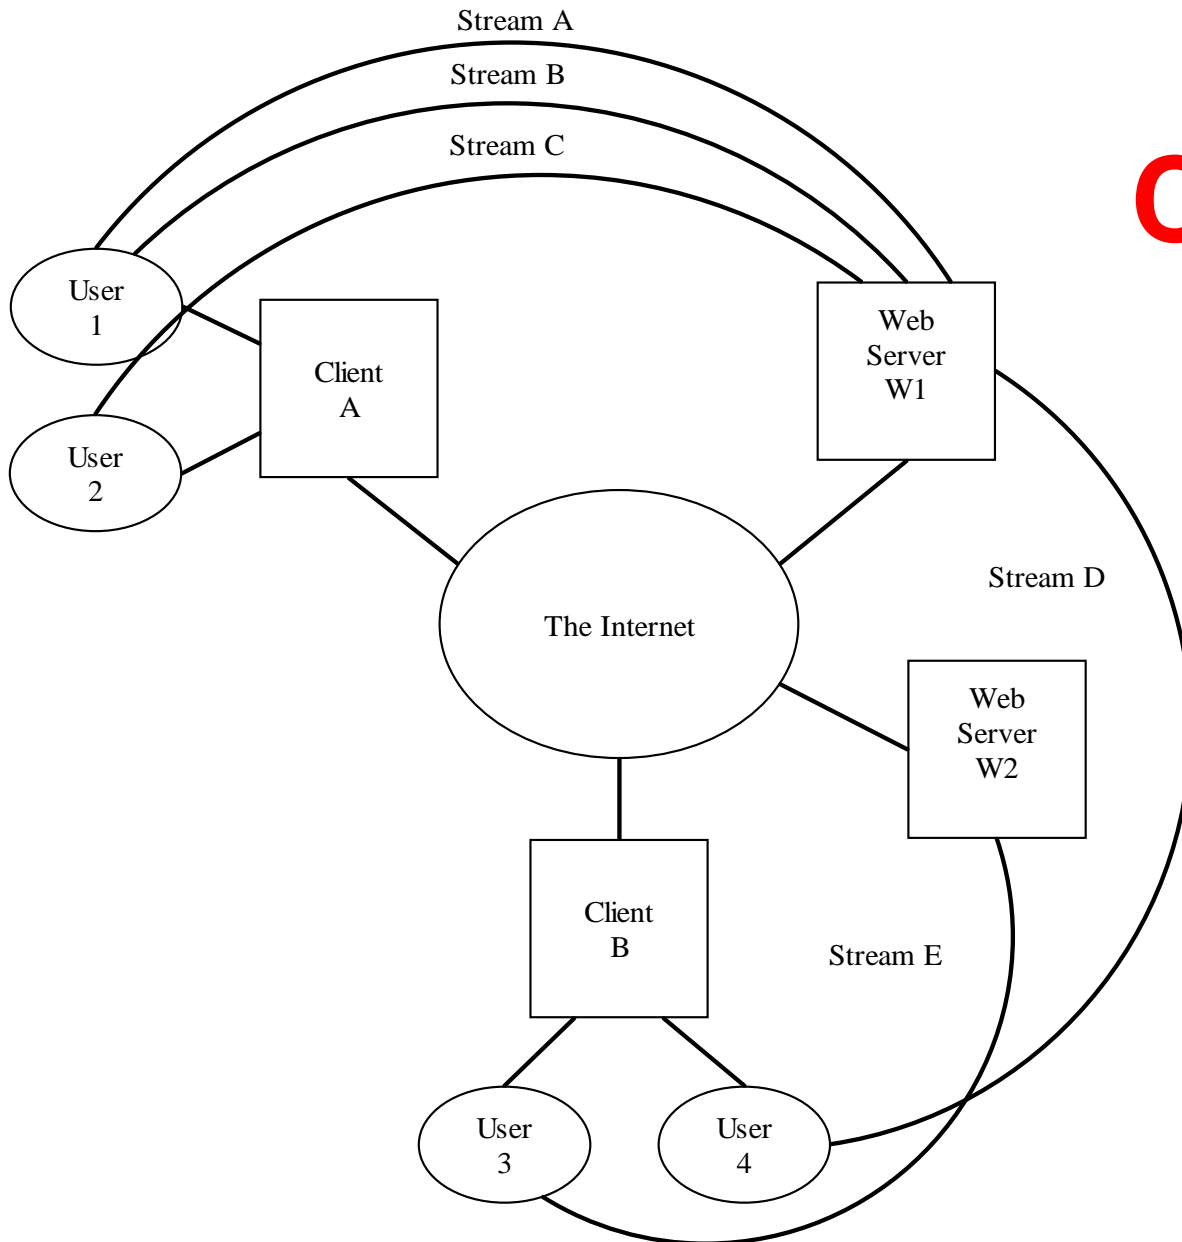 Stream A
Stream B
Stream C
User
1
Web
Server
W1
Client
A
User
2
Stream D
The Internet
Web
Server
W2
Client
B
Stream E
User
3
User
4